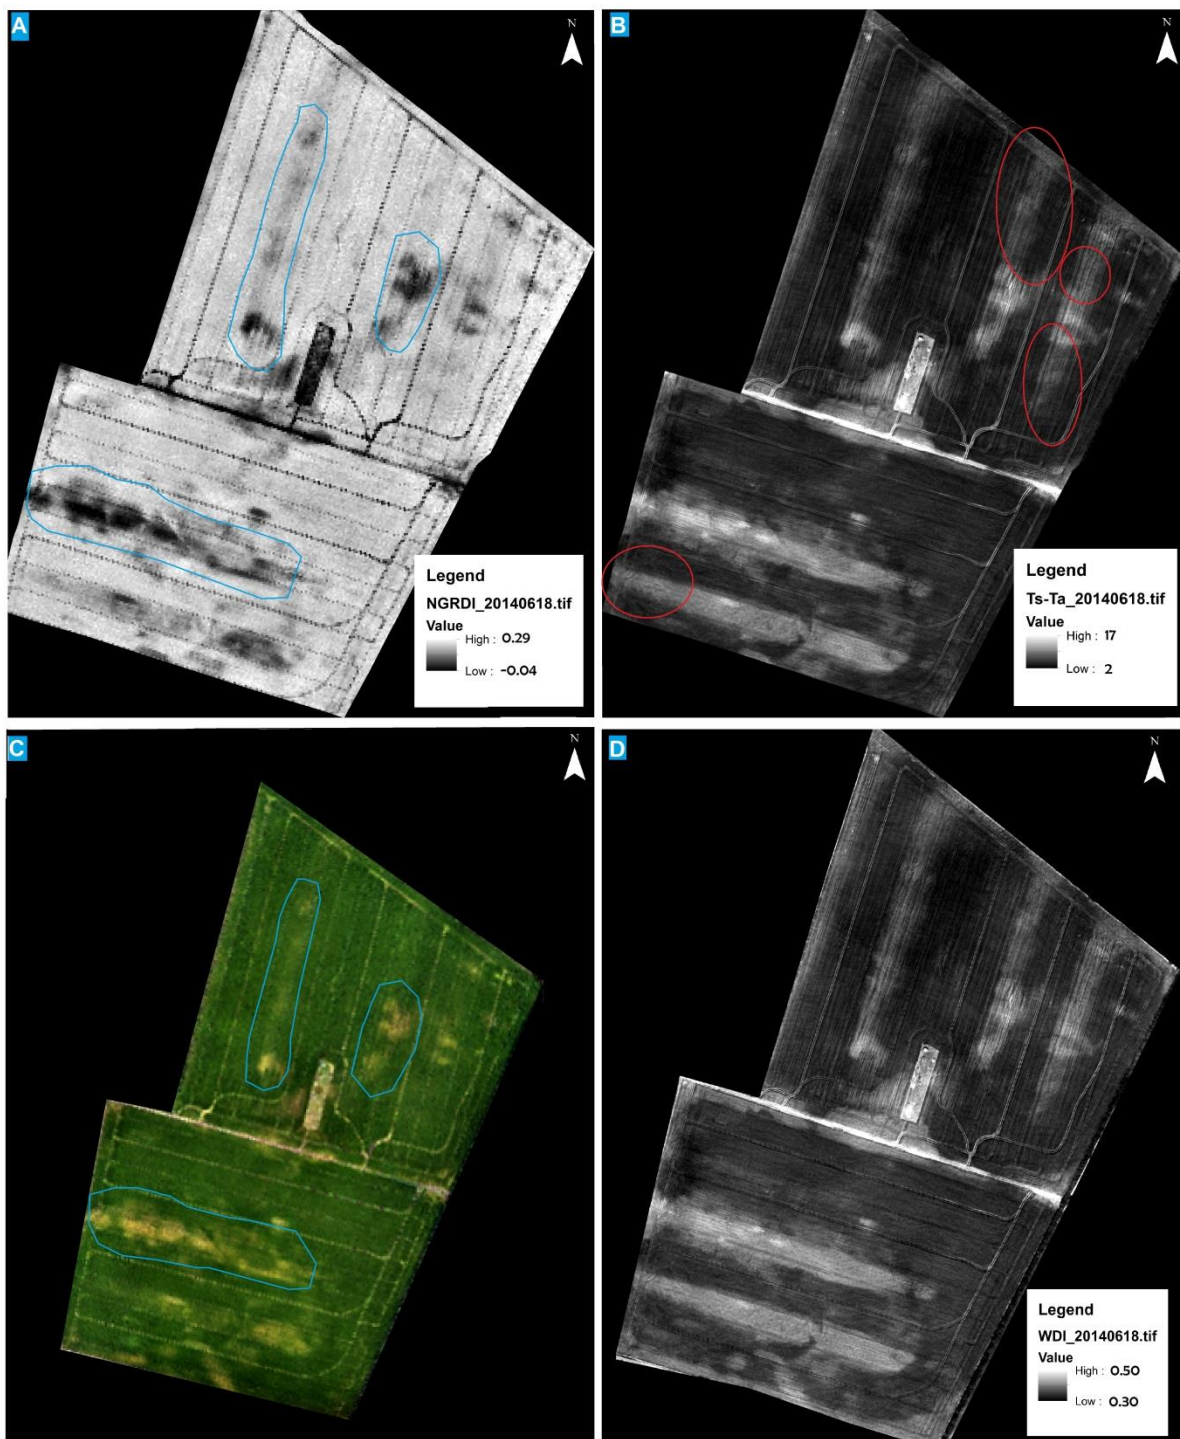 A
N
Legend
NGRDI_20140618.tif
Value
High : 0.29
Low : -0.04
B
N
Legend
Ts-Ta_20140618.tif
Value
High : 17
Low : 2
C
N
D
N
Legend
WDI_20140618.tif
Value
High : 0.50
Low : 0.30